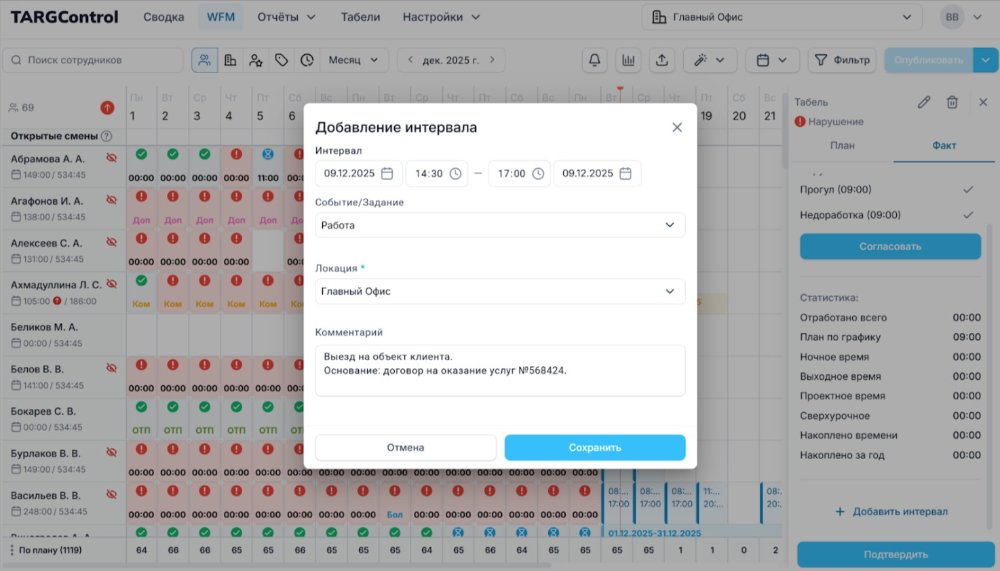 TARGControl Сводка WFM Отчёты Табели Настройки Главный Офис ВВ
Поиск сотрудников Месяц дек. 2025 г. Фильтр Опубликовать
69
Пн Вт Ср Чт Пт Сб Вс Пн Вт Ср Чт Пт Сб Вс Пн Вт Ср Чт Пт Сб Вс
1 2 3 4 5 6 19 20 21
Открытые смены
Абрамова А. А.
149:00 / 534:45
00:00 00:00 00:00 00:00 11:00
Агафонов И. А.
138:00 / 534:45
Доп Доп Доп Доп Доп
Алексеев С. А.
131:00 / 534:45
00:00 00:00 00:00 00:00
Ахмадуллина Л. С.
105:00 / 186:00
Ком Ком Ком Ком Ком
Беликов М. А.
00:00 / 534:45
Белов В. В.
141:00 / 534:45
00:00 00:00 00:00 00:00 00:00
Бокарев С. В.
00:00 / 534:45
ОТП ОТП ОТП ОТП ОТП
Бурлаков В. В.
149:00 / 534:45
00:00 00:00 00:00 00:00 00:00 00:00 00:00 00:00 00:00 00:00 00:00 00:00 00:00 00:00 00:00
Васильев В. В.
248:00 / 534:45
00:00 00:00 00:00 00:00 00:00 00:00 00:00 00:00 Бол 00:00 00:00 00:00 00:00 00:00 00:00
08:... 08:... 08:... 11:... 08:.
17:00 17:00 17:00 20:... 20:.
01.12.2025-31.12.2025
По плану (1119) 64 66 66 65 65 66 65 65 65 64 65 66 64 65 65 65 65 1 1 0 2
Добавление интервала
Интервал
09.12.2025 14:30 – 17:00 09.12.2025
Событие/Задание
Работа
Локация *
Главный Офис
Комментарий
Выезд на объект клиента.
Основание: договор на оказание услуг №568424.
Отмена Сохранить
Табель
Нарушение
План Факт
Прогул (09:00)
Недоработка (09:00)
Согласовать
Статистика:
Отработано всего 00:00
План по графику 09:00
Ночное время 00:00
Выходное время 00:00
Проектное время 00:00
Сверхурочное 00:00
Накоплено времени 00:00
Накоплено за год 00:00
+ Добавить интервал
Подтвердить